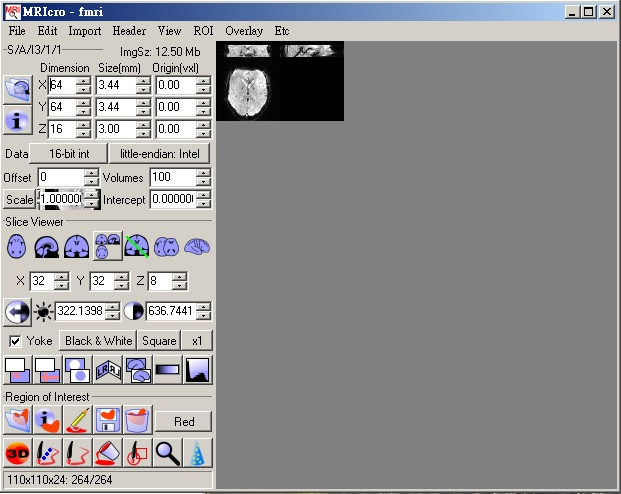 MRIcro - fmri
File Edit Import Header View ROI Overlay Etc
S/A/I3/1/1 ImgSz: 12.50 Mb
Dimension Size(mm) Origin(vxl)
X 64 3.44 0.00
Y 64 3.44 0.00
Z 16 3.00 0.00
Data 16-bit int little-endian: Intel
Offset 0 Volumes 100
Scale 1.00000 Intercept 0.00000
Slice Viewer
X 32 Y 32 Z 8
322.1398 636.7441
Yoke Black & White Square x1
Region of Interest
Red
3D
110x110x24: 264/264